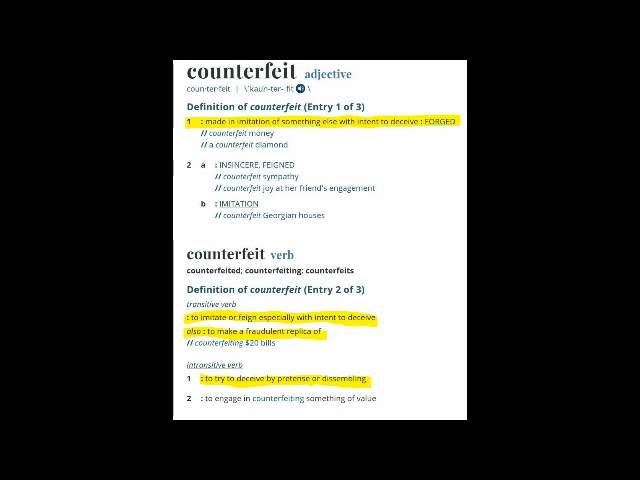 counterfeit adjective
coun·ter·feit | \ ˈkau̇n-tər-ˌfit \
Definition of counterfeit (Entry 1 of 3)
1 : made in imitation of something else with intent to deceive : FORGED
// counterfeit money
// a counterfeit diamond
2 a : INSINCERE, FEIGNED
// counterfeit sympathy
// counterfeit joy at her friend's engagement
b : IMITATION
// counterfeit Georgian houses
counterfeit verb
counterfeited; counterfeiting; counterfeits
Definition of counterfeit (Entry 2 of 3)
transitive verb
: to imitate or feign especially with intent to deceive
also : to make a fraudulent replica of
// counterfeiting $20 bills
intransitive verb
1 : to try to deceive by pretense or dissembling
2 : to engage in counterfeiting something of value